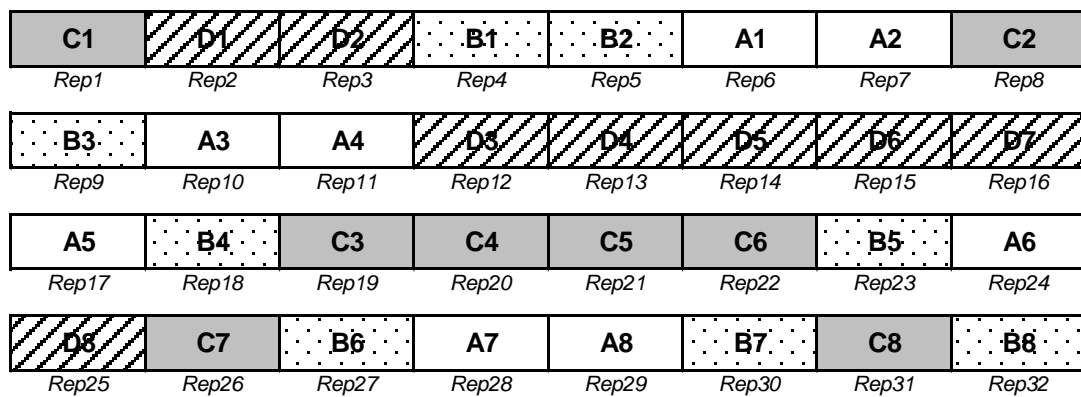 C1 D1 D2 B1 B2 A1 A2 C2
Rep1 Rep2 Rep3 Rep4 Rep5 Rep6 Rep7 Rep8
B3 A3 A4 D3 D4 D5 D6 D7
Rep9 Rep10 Rep11 Rep12 Rep13 Rep14 Rep15 Rep16
A5 B4 C3 C4 C5 C6 B5 A6
Rep17 Rep18 Rep19 Rep20 Rep21 Rep22 Rep23 Rep24
D8 C7 B6 A7 A8 B7 C8 B8
Rep25 Rep26 Rep27 Rep28 Rep29 Rep30 Rep31 Rep32